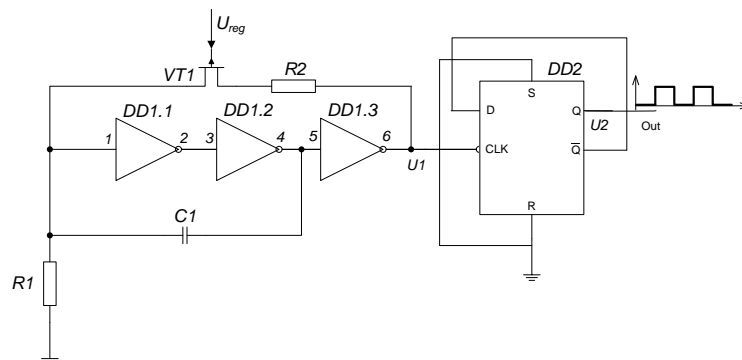 U reg
VT1
R2
DD1.1
DD1.2
DD1.3
1
2
3
4
5
6
U1
C1
R1
DD2
S
D
Q
CLK
Q
R
U2
Out